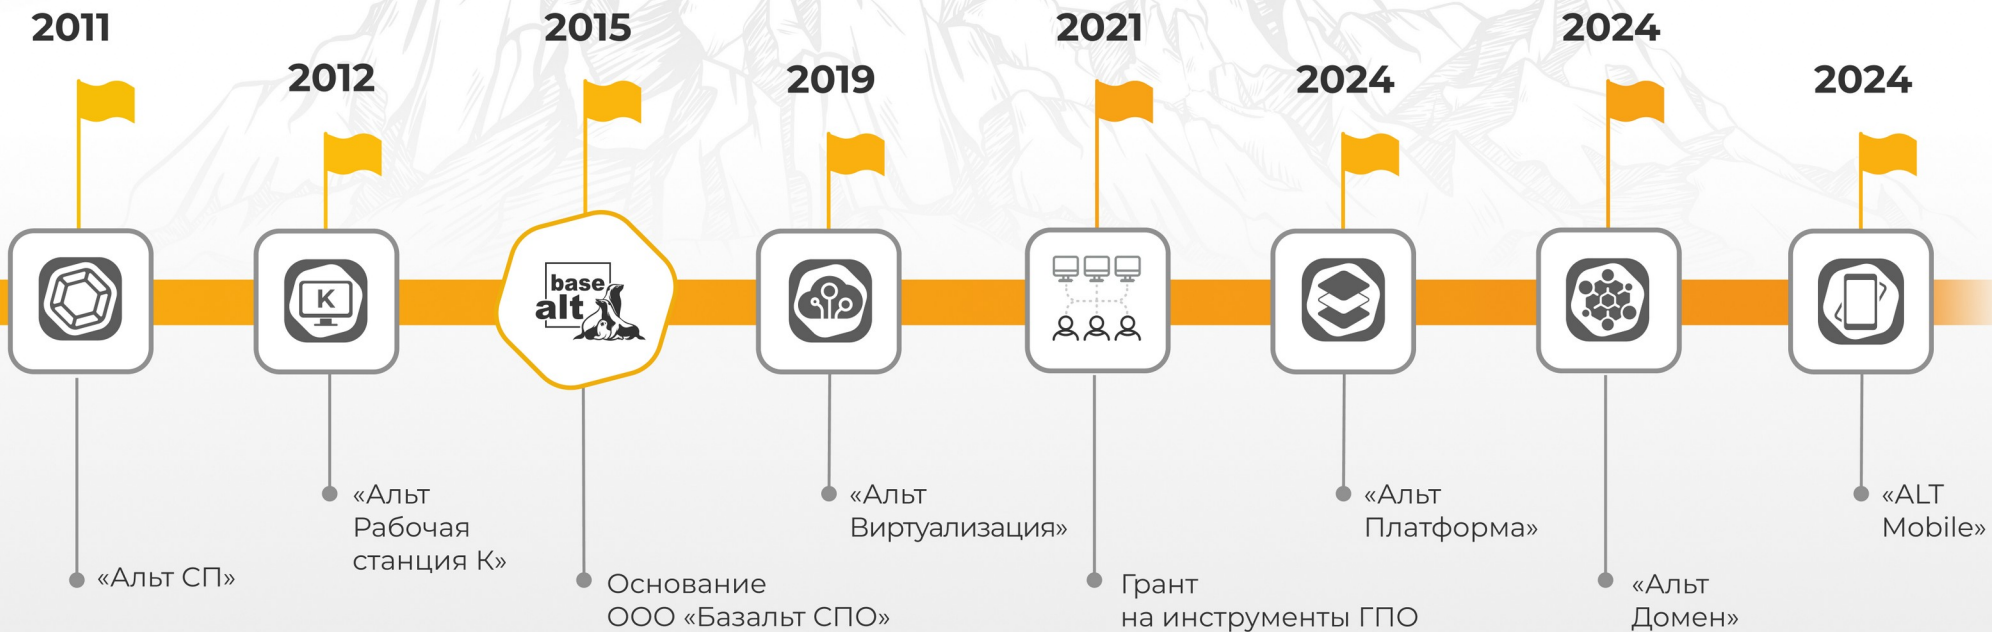 2011
«Альт СП»
2012
«Альт
Рабочая
станция К»
2015
base
alt
Основание
ООО «Базальт СПО»
2019
«Альт
Виртуализация»
2021
Грант
на инструменты ГПО
2024
«Альт
Платформа»
2024
«Альт
Домен»
2024
«ALT
Mobile»
K